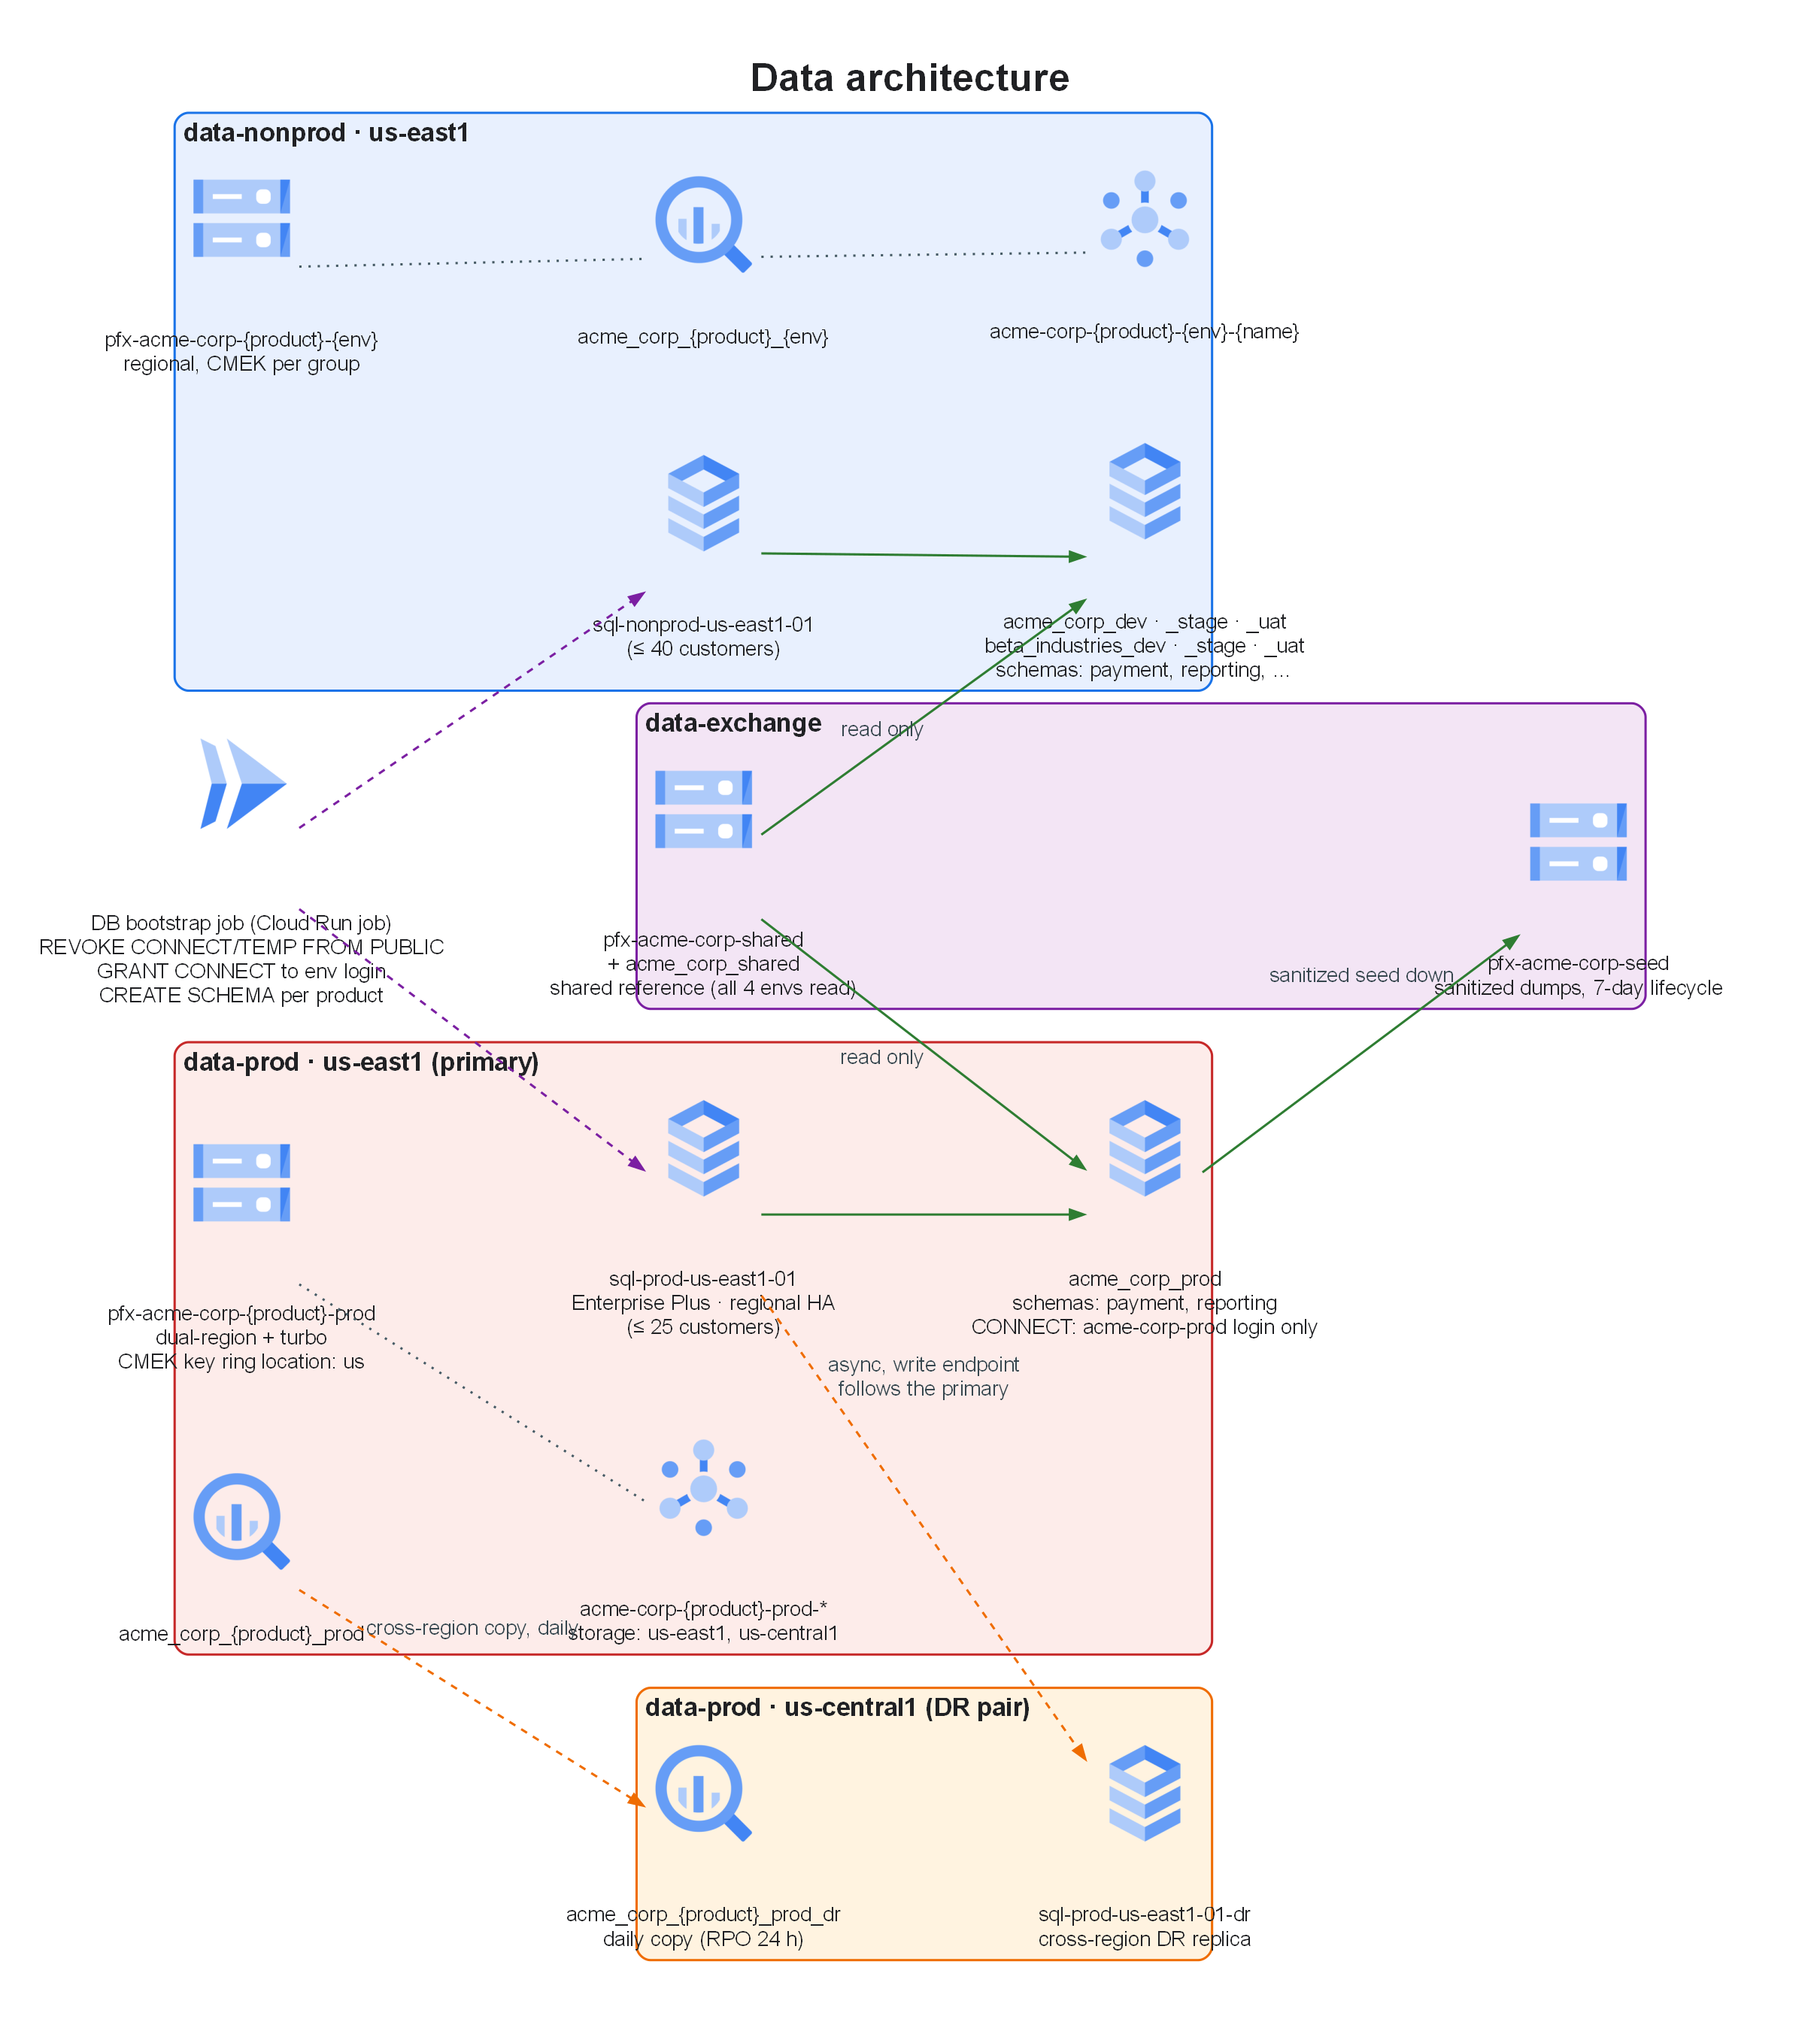 Data architecture
data-nonprod · us-east1
pfx-acme-corp-{product}-{env}
regional, CMEK per group
acme_corp_{product}_{env}
acme-corp-{product}-{env}-{name}
sql-nonprod-us-east1-01
(≤ 40 customers)
acme_corp_dev · _stage · _uat
beta_industries_dev · _stage · _uat
schemas: payment, reporting, ...
data-exchange
read only
DB bootstrap job (Cloud Run job)
REVOKE CONNECT/TEMP FROM PUBLIC
GRANT CONNECT to env login
CREATE SCHEMA per product
pfx-acme-corp-shared
+ acme_corp_shared
shared reference (all 4 envs read)
sanitized seed down
pfx-acme-corp-seed
sanitized dumps, 7-day lifecycle
data-prod · us-east1 (primary)
read only
pfx-acme-corp-{product}-prod
dual-region + turbo
CMEK key ring location: us
sql-prod-us-east1-01
Enterprise Plus · regional HA
(≤ 25 customers)
acme_corp_prod
schemas: payment, reporting
CONNECT: acme-corp-prod login only
async, write endpoint
follows the primary
acme_corp_{product}_prod
cross-region copy, daily
acme-corp-{product}-prod-*
storage: us-east1, us-central1
data-prod · us-central1 (DR pair)
acme_corp_{product}_prod_dr
daily copy (RPO 24 h)
sql-prod-us-east1-01-dr
cross-region DR replica